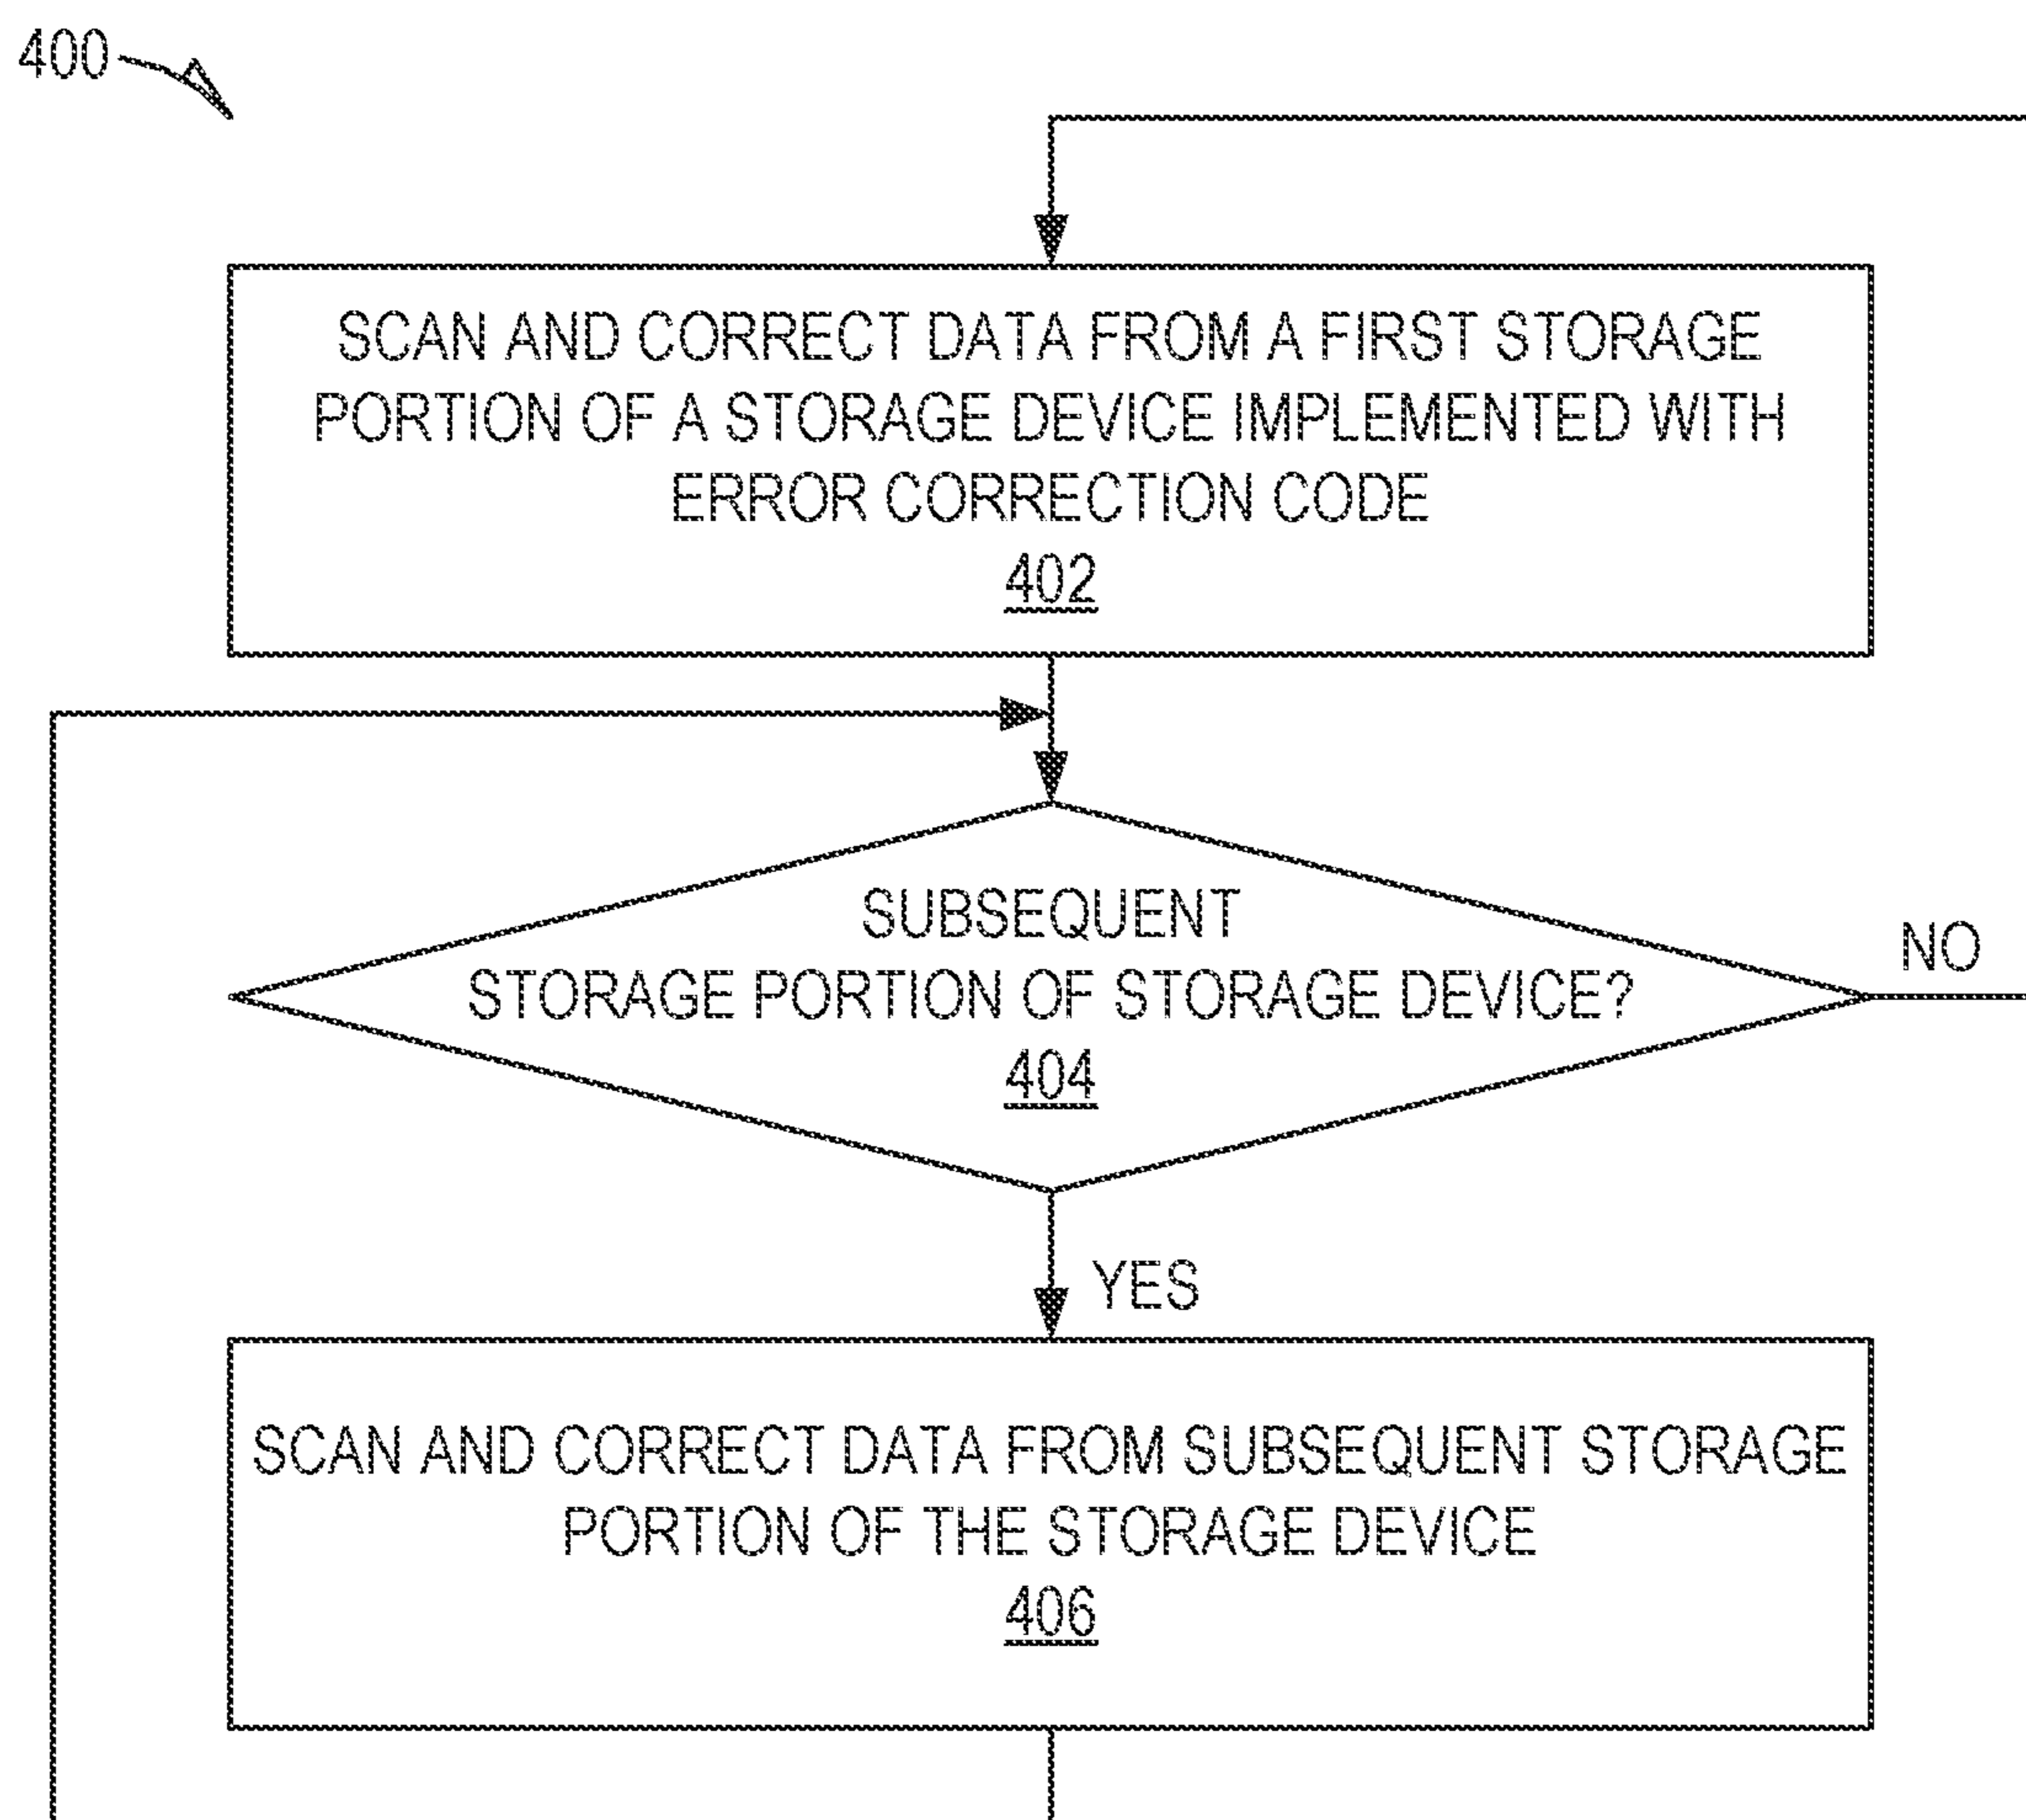 400
SCAN AND CORRECT DATA FROM A FIRST STORAGE
PORTION OF A STORAGE DEVICE IMPLEMENTED WITH
ERROR CORRECTION CODE
402
SUBSEQUENT
STORAGE PORTION OF STORAGE DEVICE?
404
NO
YES
SCAN AND CORRECT DATA FROM SUBSEQUENT STORAGE
PORTION OF THE STORAGE DEVICE
406